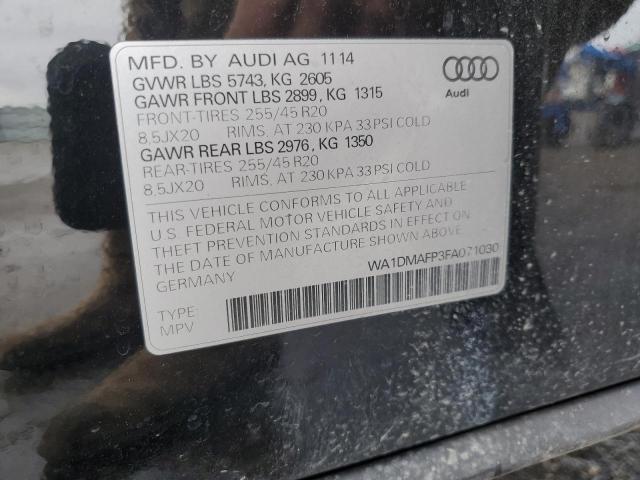 MFD. BY AUDI AG 11 14
GVWR LBS 5743, KG 2605
GAWR FRONT LBS 2899, KG 1315
FRONT-TIRES 255/45 R20
8,5JX20 RIMS, AT 230 KPA 33 PSI COLD
GAWR REAR LBS 2976, KG 1350
REAR-TIRES 255/45 R20
8,5JX20 RIMS, AT 230 KPA 33 PSI COLD
Audi
THIS VEHICLE CONFORMS TO ALL APPLICABLE
U.S. FEDERAL MOTOR VEHICLE SAFETY AND
THEFT PREVENTION STANDARDS IN EFFECT ON
THE DATE OF MANUFACTURE SHOWN ABOVE.
GERMANY
WA1DMAFP3FA071030
TYPE:
MPV